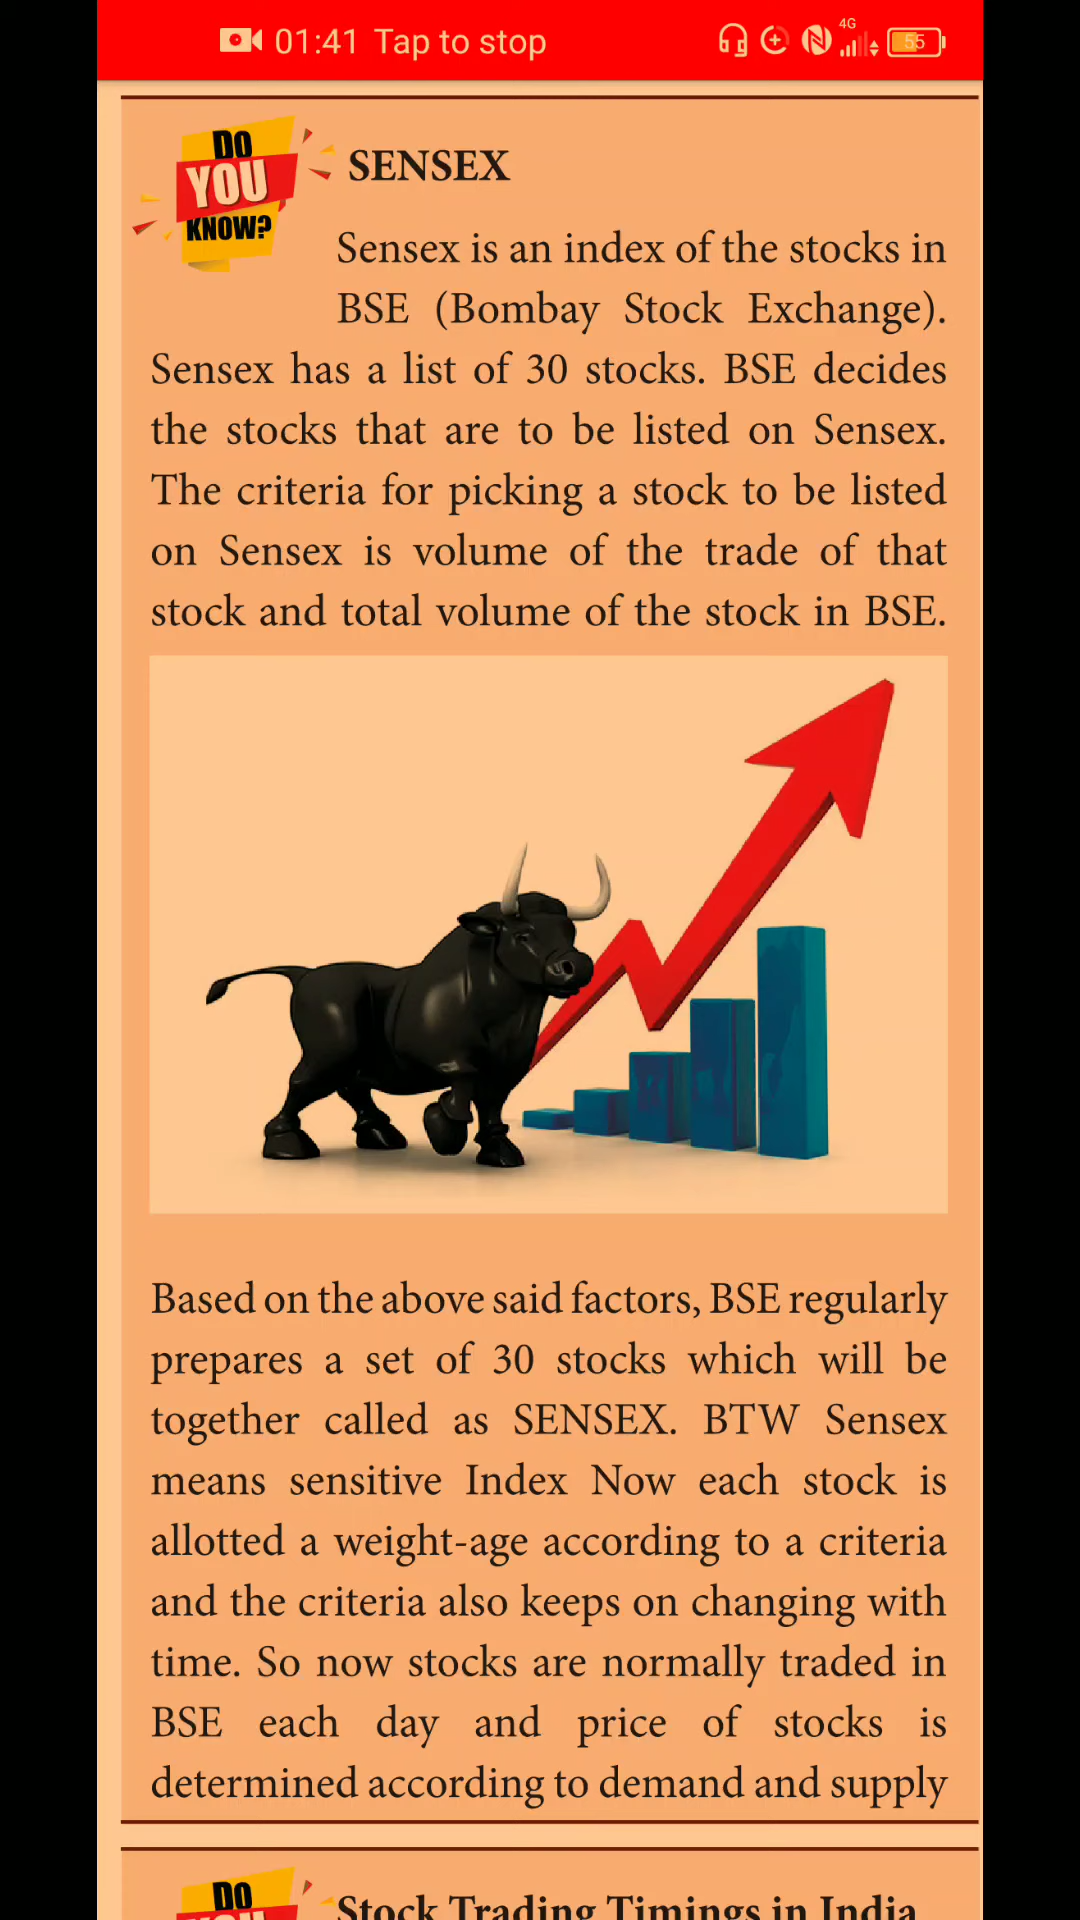 01:41 Tap to stop
4G
55
DO
YOU
KNOW?
SENSEX
Sensex is an index of the stocks in
BSE (Bombay Stock Exchange).
Sensex has a list of 30 stocks. BSE decides
the stocks that are to be listed on Sensex.
The criteria for picking a stock to be listed
on Sensex is volume of the trade of that
stock and total volume of the stock in BSE.
Based on the above said factors, BSE regularly
prepares a set of 30 stocks which will be
together called as SENSEX. BTW Sensex
means sensitive Index Now each stock is
allotted a weight-age according to a criteria
and the criteria also keeps on changing with
time. So now stocks are normally traded in
BSE each day and price of stocks is
determined according to demand and supply
DO
YOU
Stock Trading Timings in India